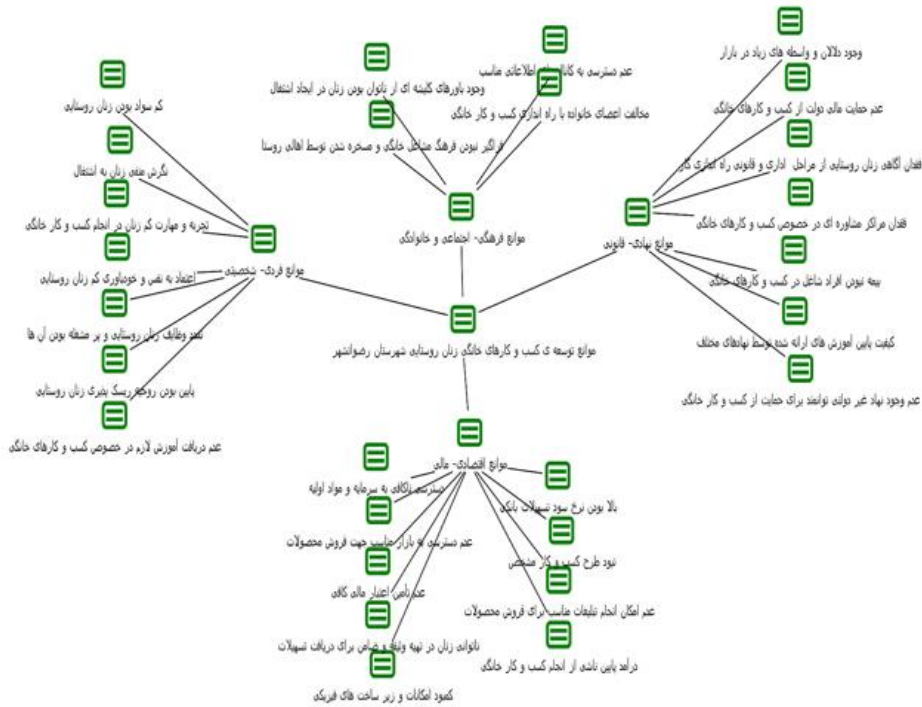 وجود دلالان و واسطه های زیاد در بازار
عدم حمایت مالی دولت از کسب و کارهای خانگی
فقدان آگاهی زنان روستایی از مراحل اداری و قانونی راه اندازی کار
فقدان مراکز مشاوره ای در خصوص کسب و کارهای خانگی
موانع نهادی- قانونی
بیمه نبودن افراد شاغل در کسب و کارهای خانگی
کیفیت پایین آموزش های ارائه شده توسط نهادهای مختلف
عدم وجود نهاد غیر دولتی توانمند برای حمایت از کسب و کار خانگی
عدم دسترسی به کانال های اطلاعاتی مناسب
وجود باورهای کلیشه ای از ناتوان بودن زنان در ایجاد اشتغال
مخالفت اعضای خانواده با راه اندازی کسب و کار خانگی
فراگیر نبودن فرهنگ مشاغل خانگی و مسخره شدن توسط اهالی روستا
موانع فرهنگی- اجتماعی و خانوادگی
کم سواد بودن زنان روستایی
نگرش منفی زنان به اشتغال
تجربه و مهارت کم زنان در انجام کسب و کار خانگی
موانع فردی- شخصیتی
اعتماد به نفس و خودباوری کم زنان روستایی
تعدد وظایف زنان روستایی و پر مشغله بودن آن ها
پایین بودن روحیه ریسک پذیری زنان روستایی
عدم دریافت آموزش لازم در خصوص کسب و کارهای خانگی
موانع توسعه ی کسب و کارهای خانگی زنان روستایی شهرستان رضوانشهر
موانع اقتصادی- مالی
بالا بودن نرخ سود تسهیلات بانکی
نبود طرح کسب و کار مشخص
عدم امکان انجام تبلیغات مناسب برای فروش محصولات
درآمد پایین ناشی از انجام کسب و کار خانگی
دسترسی ناکافی به سرمایه و مواد اولیه
عدم دسترسی به بازار مناسب جهت فروش محصولات
عدم تامین اعتبار مالی کافی
ناتوانی زنان در تهیه وثیقه و ضامن برای دریافت تسهیلات
کمبود امکانات و زیر ساخت های فیزیکی